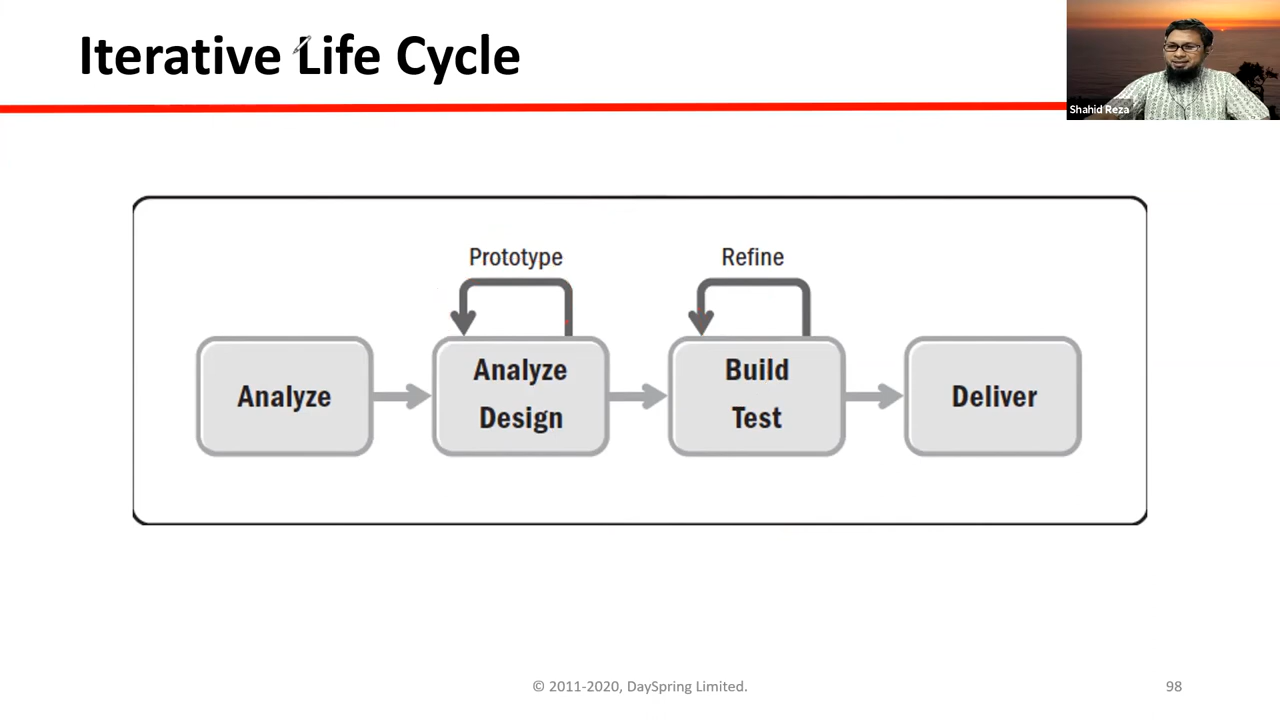 Iterative Life Cycle
Shahid Reza
Prototype
Refine
Analyze
Analyze
Design
Build
Test
Deliver
© 2011-2020, DaySpring Limited.
98